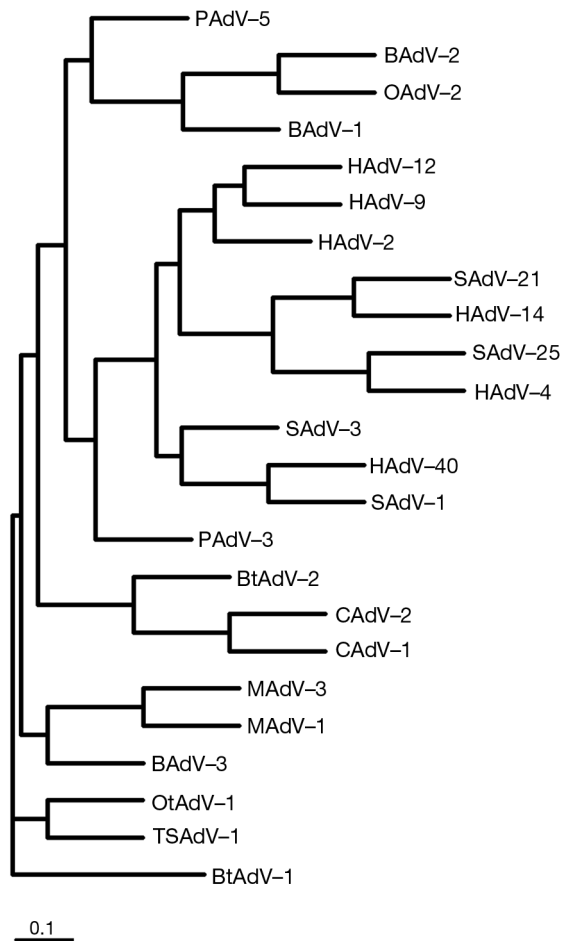 PAdV–5
BAdV–2
OAdV–2
BAdV–1
HAdV–12
HAdV–9
HAdV–2
SAdV–21
HAdV–14
SAdV–25
HAdV–4
SAdV–3
HAdV–40
SAdV–1
PAdV–3
BtAdV–2
CAdV–2
CAdV–1
MAdV–3
MAdV–1
BAdV–3
OtAdV–1
TSAdV–1
BtAdV–1
0.1